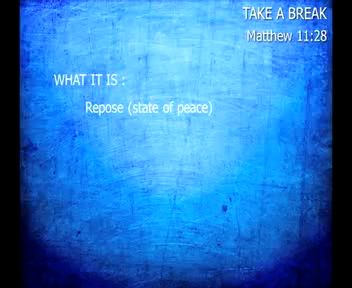 TAKE A BREAK
Matthew 11:28
WHAT IT IS :
Repose (state of peace)